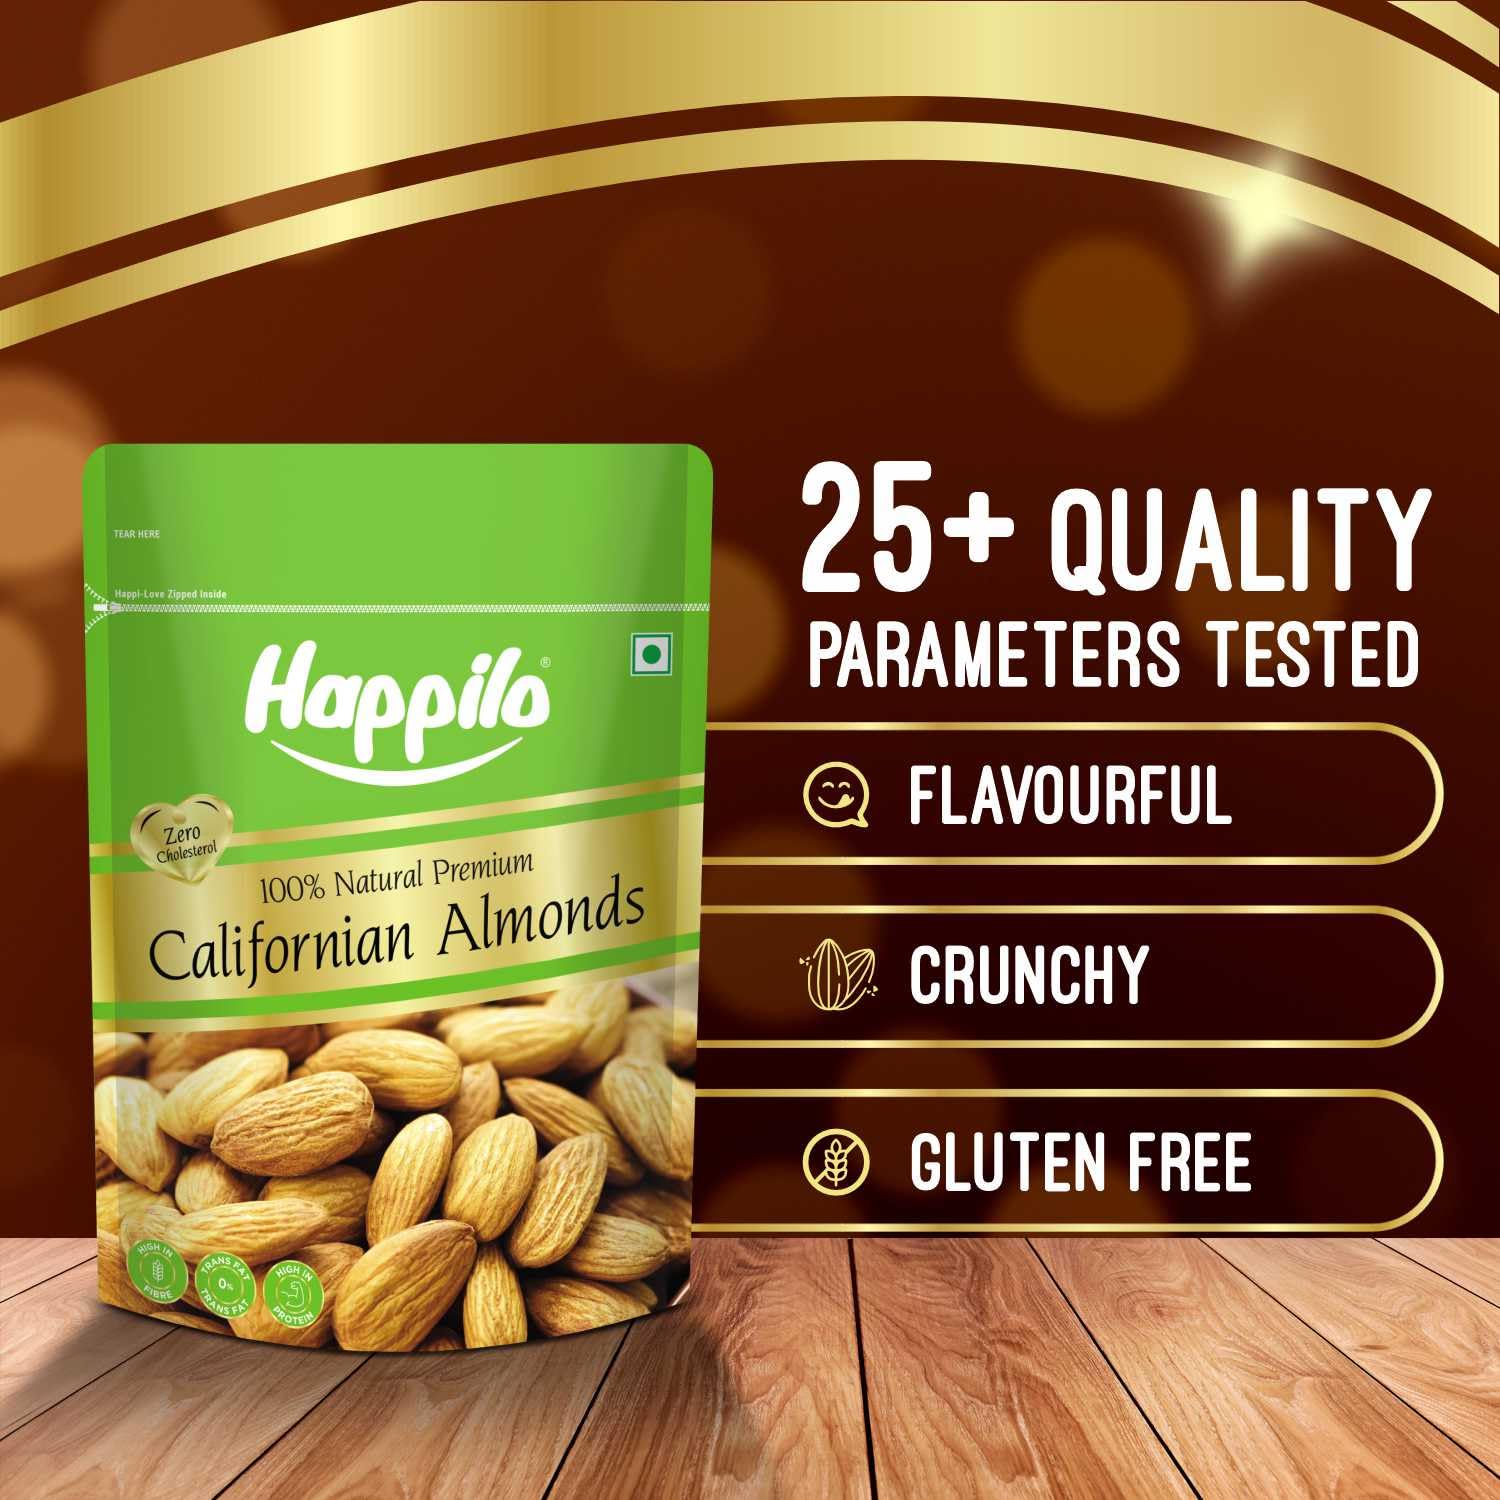 TEAR HERE
Happi-Love Zipped Inside
Happilo®
Zero
Cholesterol
100% Natural Premium
Californian Almonds
HIGH IN
FIBRE
TRANS FAT
0%
TRANS FAT
HIGH IN
PROTEIN
25+ QUALITY
PARAMETERS TESTED
FLAVOURFUL
CRUNCHY
GLUTEN FREE